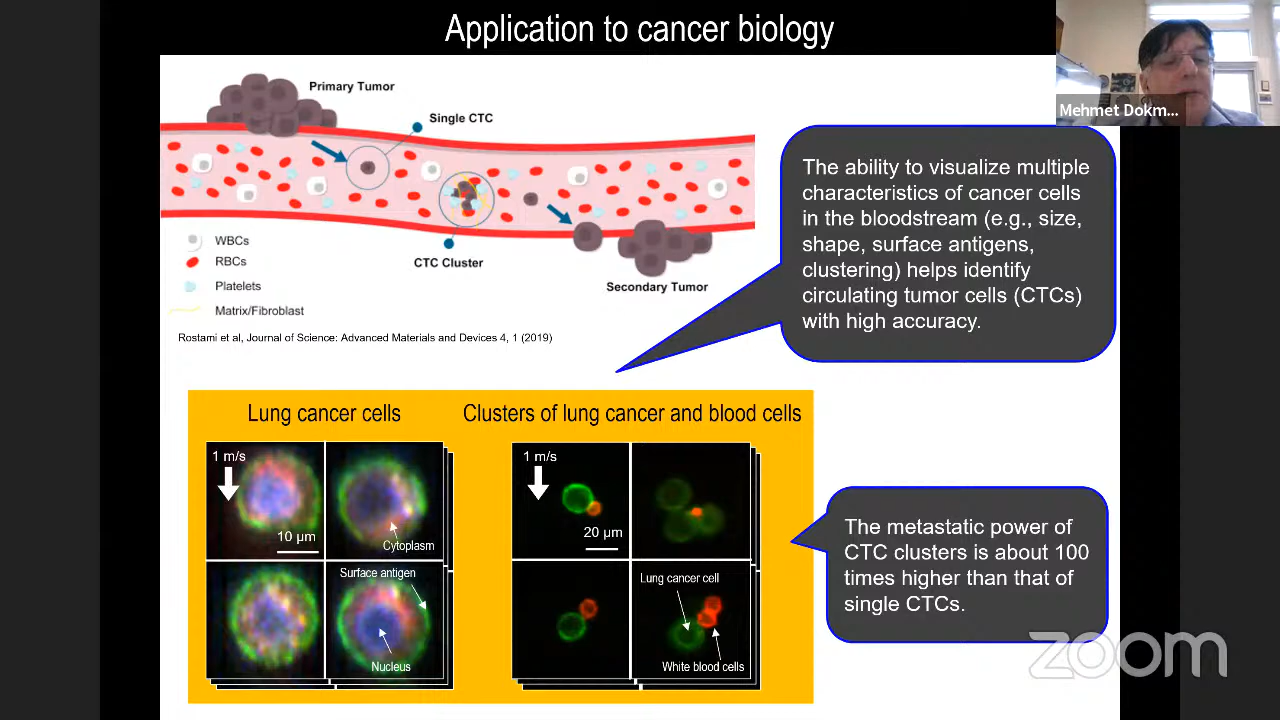 Application to cancer biology
Mehmet Dokm...
Primary Tumor
Single CTC
CTC Cluster
Secondary Tumor
WBCs
RBCs
Platelets
Matrix/Fibroblast
Rostami et al, Journal of Science: Advanced Materials and Devices 4, 1 (2019)
The ability to visualize multiple
characteristics of cancer cells
in the bloodstream (e.g., size,
shape, surface antigens,
clustering) helps identify
circulating tumor cells (CTCs)
with high accuracy.
Lung cancer cells
1 m/s
10 µm
Cytoplasm
Surface antigen
Nucleus
Clusters of lung cancer and blood cells
1 m/s
20 µm
Lung cancer cell
White blood cells
The metastatic power of
CTC clusters is about 100
times higher than that of
single CTCs.
zoom